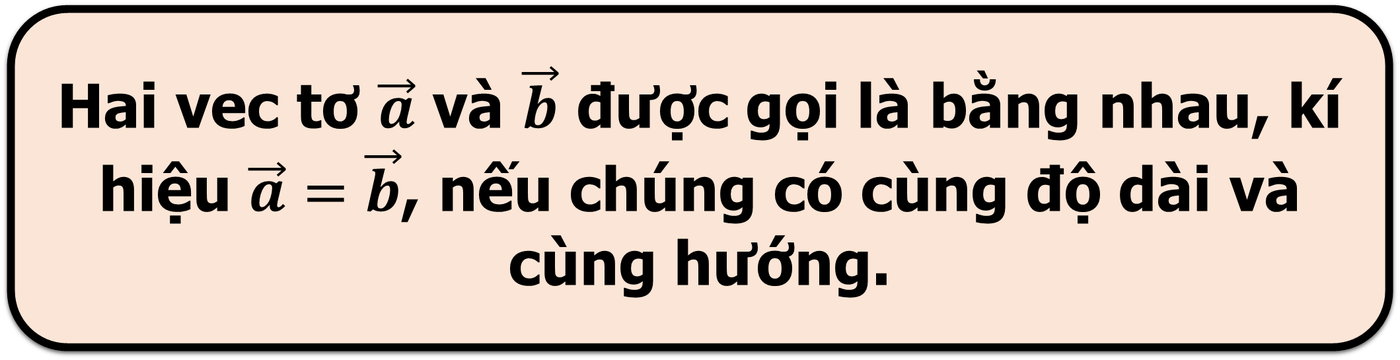 Hai vec tơ $\vec{a}$ và $\vec{b}$ được gọi là bằng nhau, kí
hiệu $\vec{a} = \vec{b}$, nếu chúng có cùng độ dài và
cùng hướng.